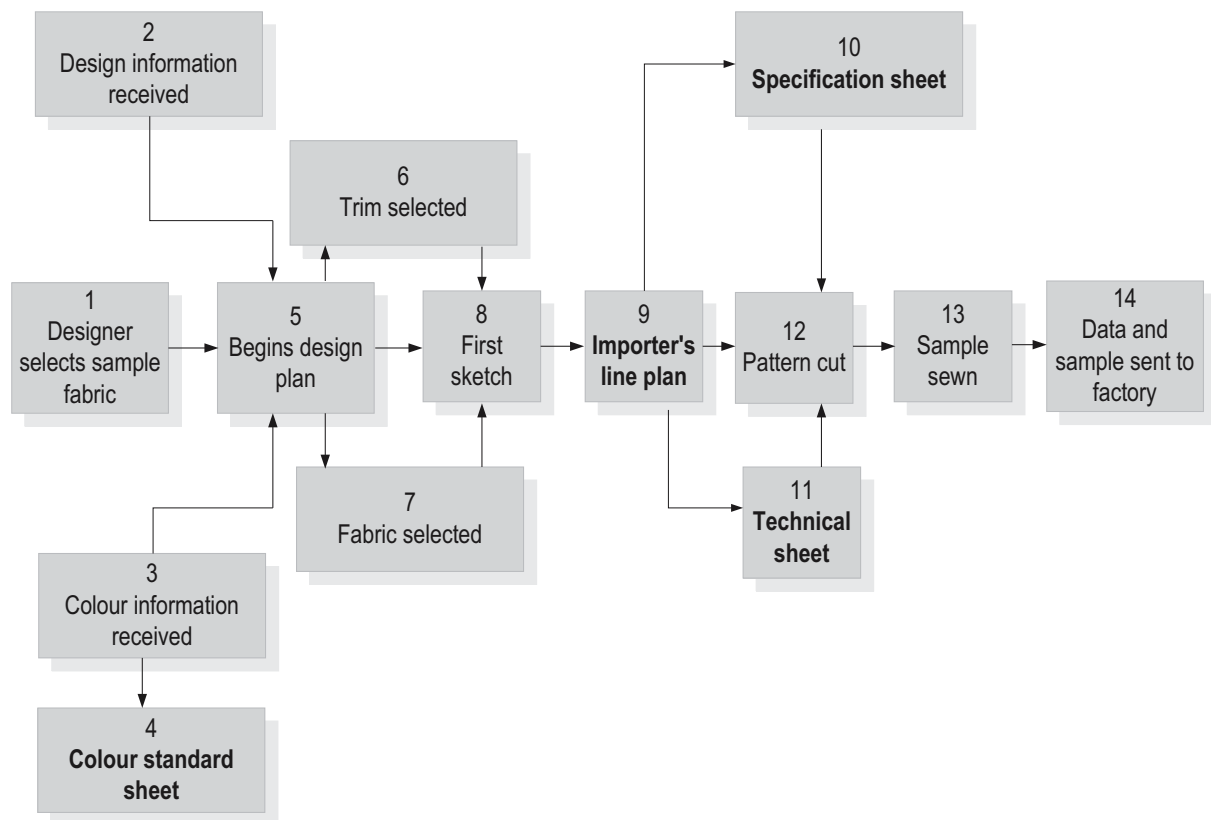 1
Designer
selects sample
fabric
2
Design information
received
3
Colour information
received
4
Colour standard
sheet
5
Begins design
plan
6
Trim selected
7
Fabric selected
8
First
sketch
9
Importer's
line plan
10
Specification sheet
11
Technical
sheet
12
Pattern cut
13
Sample
sewn
14
Data and
sample sent to
factory